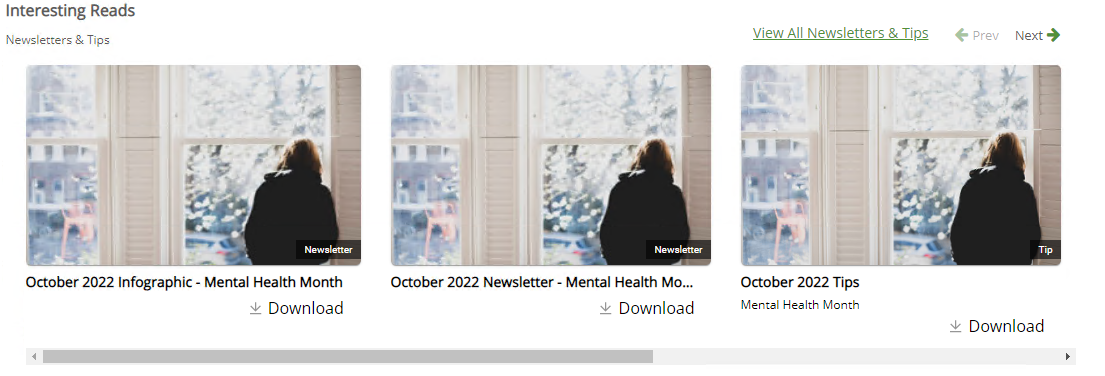 Interesting Reads
Newsletters & Tips
View All Newsletters & Tips
Prev
Next
Newsletter
Newsletter
Tip
October 2022 Infographic - Mental Health Month
Download
October 2022 Newsletter - Mental Health Mo...
Download
October 2022 Tips
Mental Health Month
Download